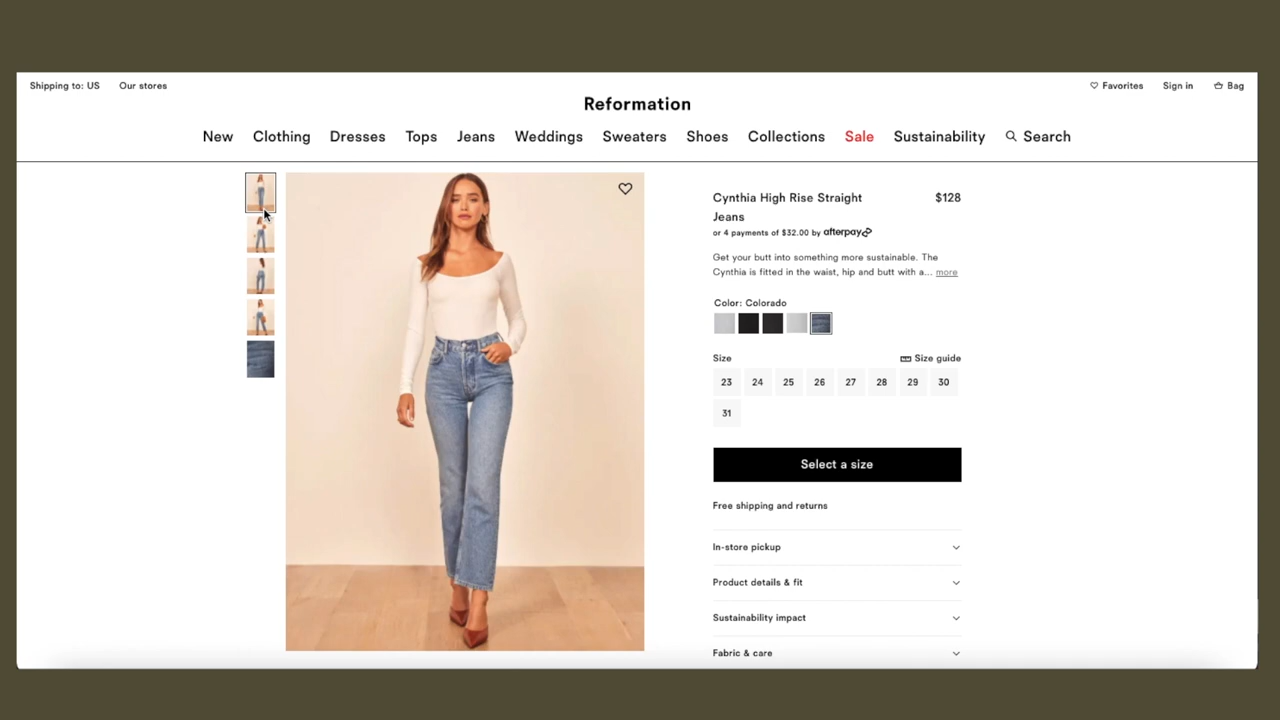 Shipping to: US
Our stores
Favorites
Sign in
Bag
Reformation
New
Clothing
Dresses
Tops
Jeans
Weddings
Sweaters
Shoes
Collections
Sale
Sustainability
Search
Cynthia High Rise Straight
Jeans
$128
or 4 payments of $32.00 by afterpay
Get your butt into something more sustainable. The
Cynthia is fitted in the waist, hip and butt with a... more
Color: Colorado
Size
Size guide
23 24 25 26 27 28 29 30
31
Select a size
Free shipping and returns
In-store pickup
Product details & fit
Sustainability impact
Fabric & care